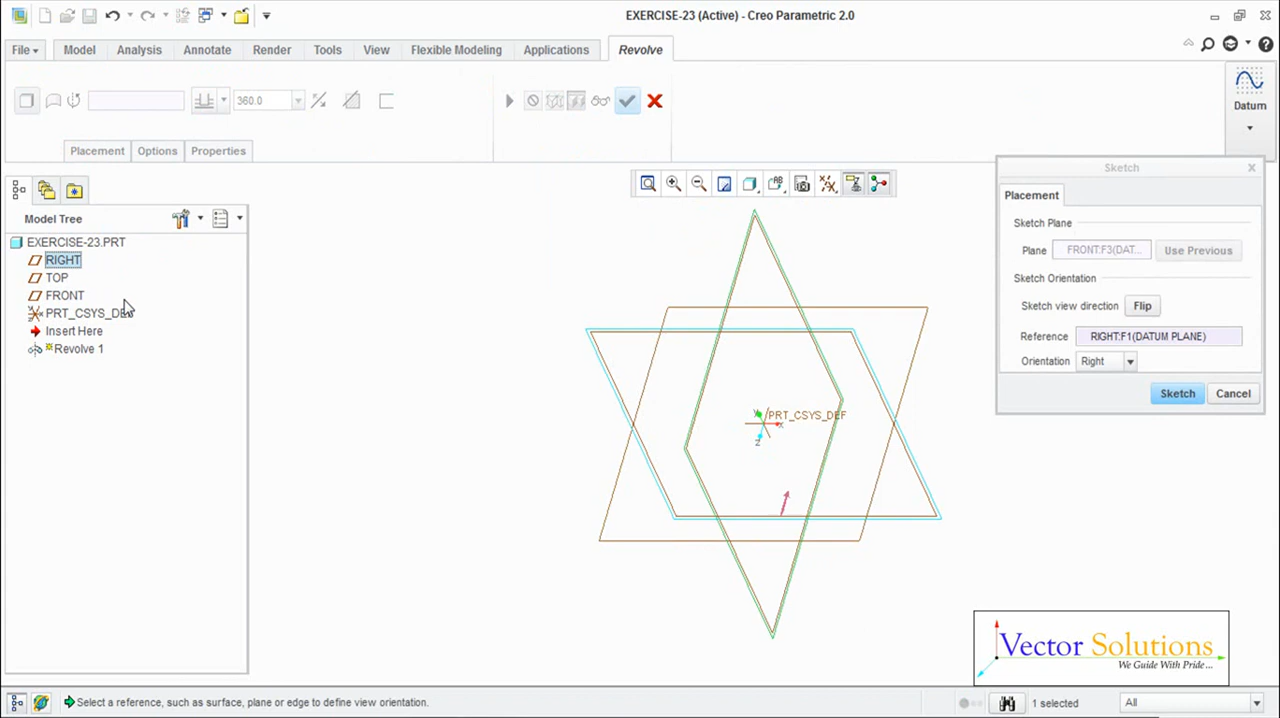 EXERCISE-23 (Active) - Creo Parametric 2.0
File Model Analysis Annotate Render Tools View Flexible Modeling Applications Revolve
360.0
Datum
Placement Options Properties
Model Tree
EXERCISE-23.PRT
RIGHT
TOP
FRONT
PRT_CSYS_DEF
Insert Here
Revolve 1
PRT_CSYS_DEF
Y
X
Z
Sketch
Placement
Sketch Plane
Plane FRONT:F3(DAT... Use Previous
Sketch Orientation
Sketch view direction Flip
Reference RIGHT:F1(DATUM PLANE)
Orientation Right
Sketch Cancel
Vector Solutions
We Guide With Pride...
Select a reference, such as surface, plane or edge to define view orientation.
1 selected
All